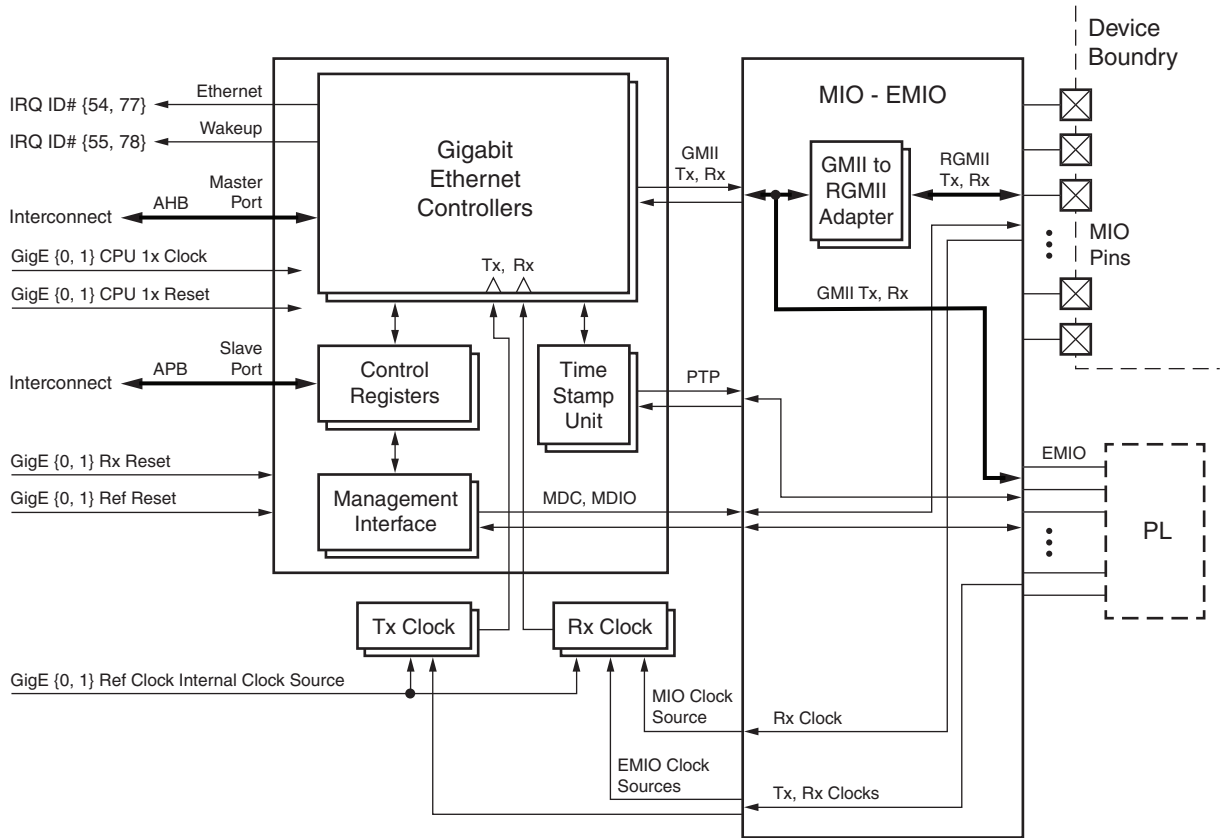 Device
Boundry
MIO - EMIO
Ethernet
IRQ ID# {54, 77}
Wakeup
IRQ ID# {55, 78}
Gigabit
Ethernet
Controllers
GMII
Tx, Rx
GMII to
RGMII
Adapter
RGMII
Tx, Rx
Master
Port
Interconnect
AHB
MIO
Pins
GigE {0, 1} CPU 1x Clock
Tx, Rx
GigE {0, 1} CPU 1x Reset
GMII Tx, Rx
Slave
Port
Interconnect
APB
Control
Registers
Time
Stamp
Unit
PTP
GigE {0, 1} Rx Reset
GigE {0, 1} Ref Reset
Management
Interface
MDC, MDIO
EMIO
PL
Tx Clock
Rx Clock
GigE {0, 1} Ref Clock Internal Clock Source
MIO Clock
Source
Rx Clock
EMIO Clock
Sources
Tx, Rx Clocks